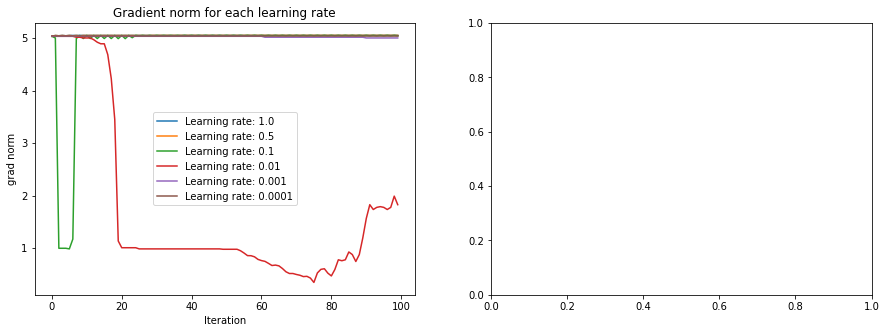 Gradient norm for each learning rate
grad norm
5
4
3
2
1
Learning rate: 1.0
Learning rate: 0.5
Learning rate: 0.1
Learning rate: 0.01
Learning rate: 0.001
Learning rate: 0.0001
0 20 40 60 80 100
Iteration
1.0
0.8
0.6
0.4
0.2
0.0
0.0 0.2 0.4 0.6 0.8 1.0